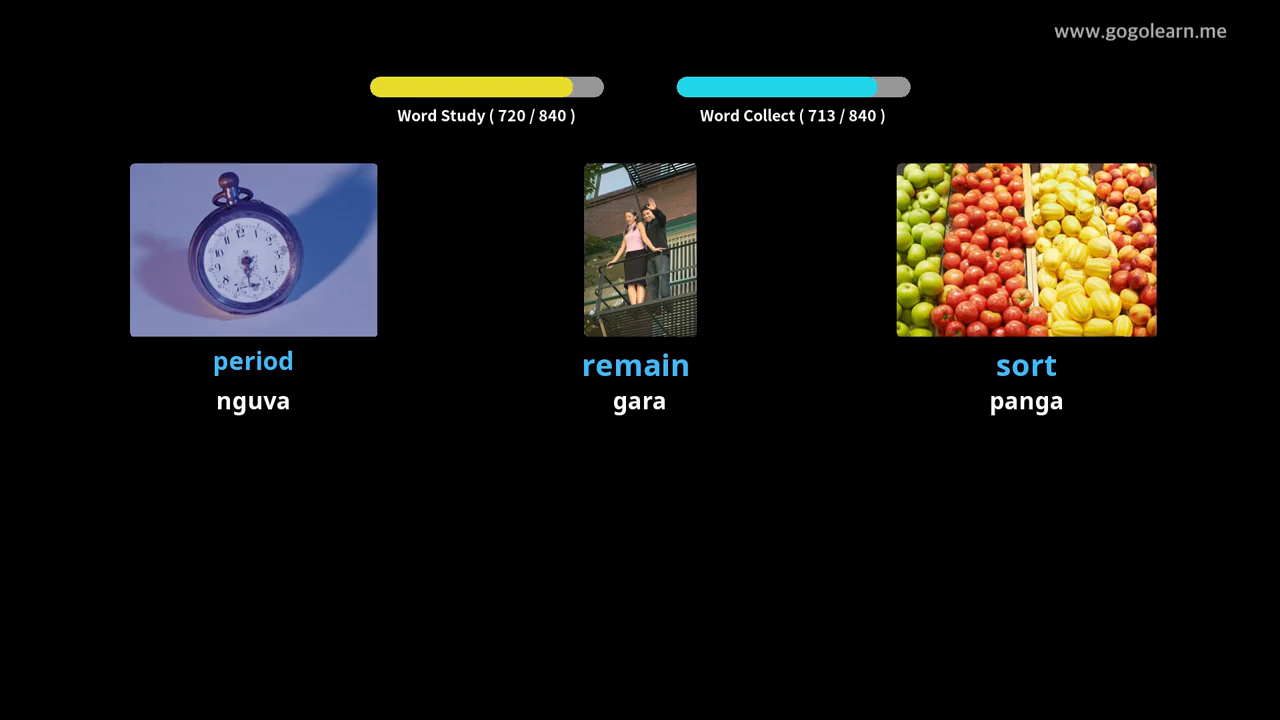 www.gogolearn.me
Word Study ( 720 / 840 )
Word Collect ( 713 / 840 )
period
remain
sort
nguva
gara
panga